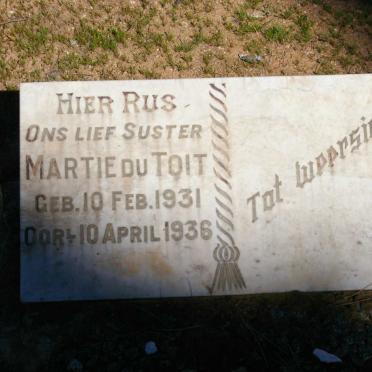 HIER RUS
ONS LIEF SUSTER
MARTIE DU TOIT
GEB. 10 FEB. 1931
OORL. 10 APRIL 1936
Tot